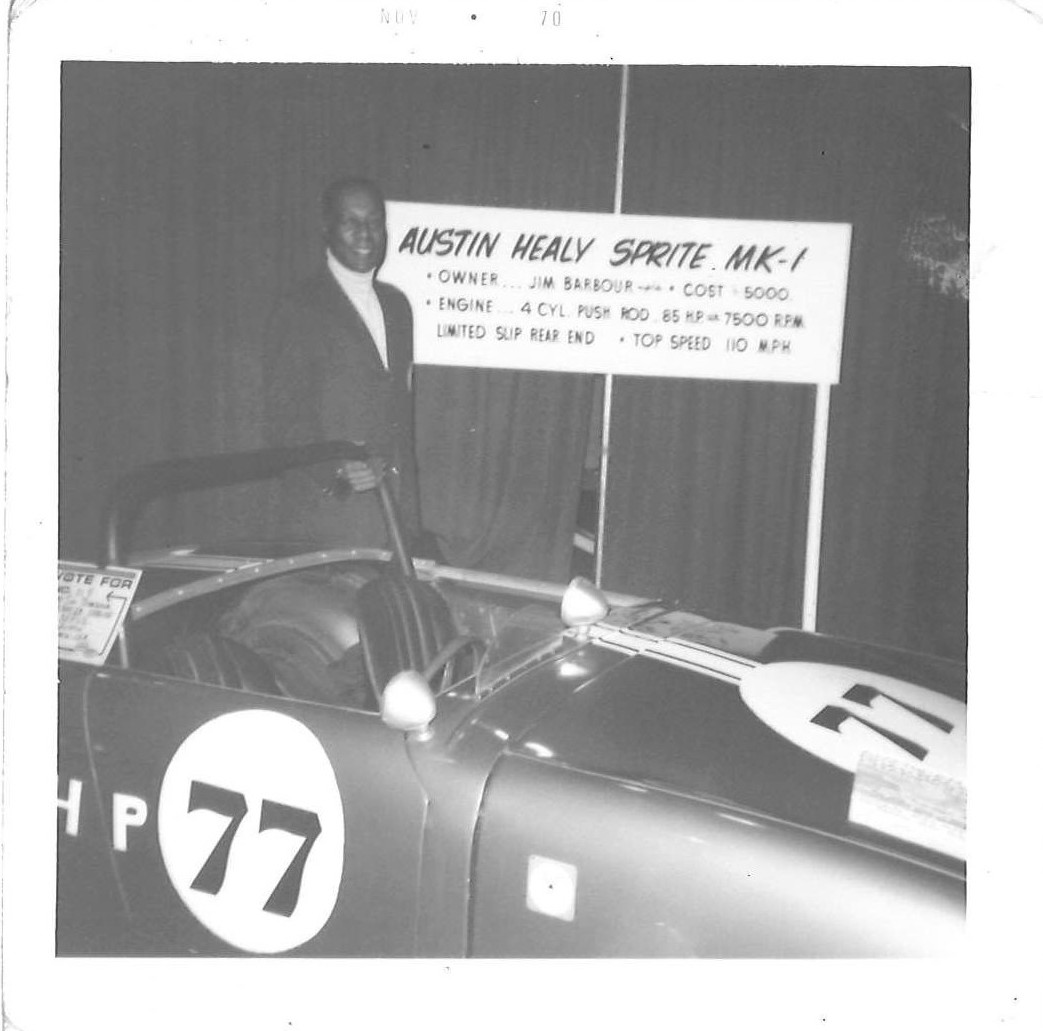 NOV • 70
AUSTIN HEALY SPRITE MK-1
• OWNER... JIM BARBOUR • COST 5000.
• ENGINE... 4 CYL. PUSH ROD. 85 H.P. 7500 R.P.M.
LIMITED SLIP REAR END • TOP SPEED 110 M.P.H.
VOTE FOR
77
HP
77